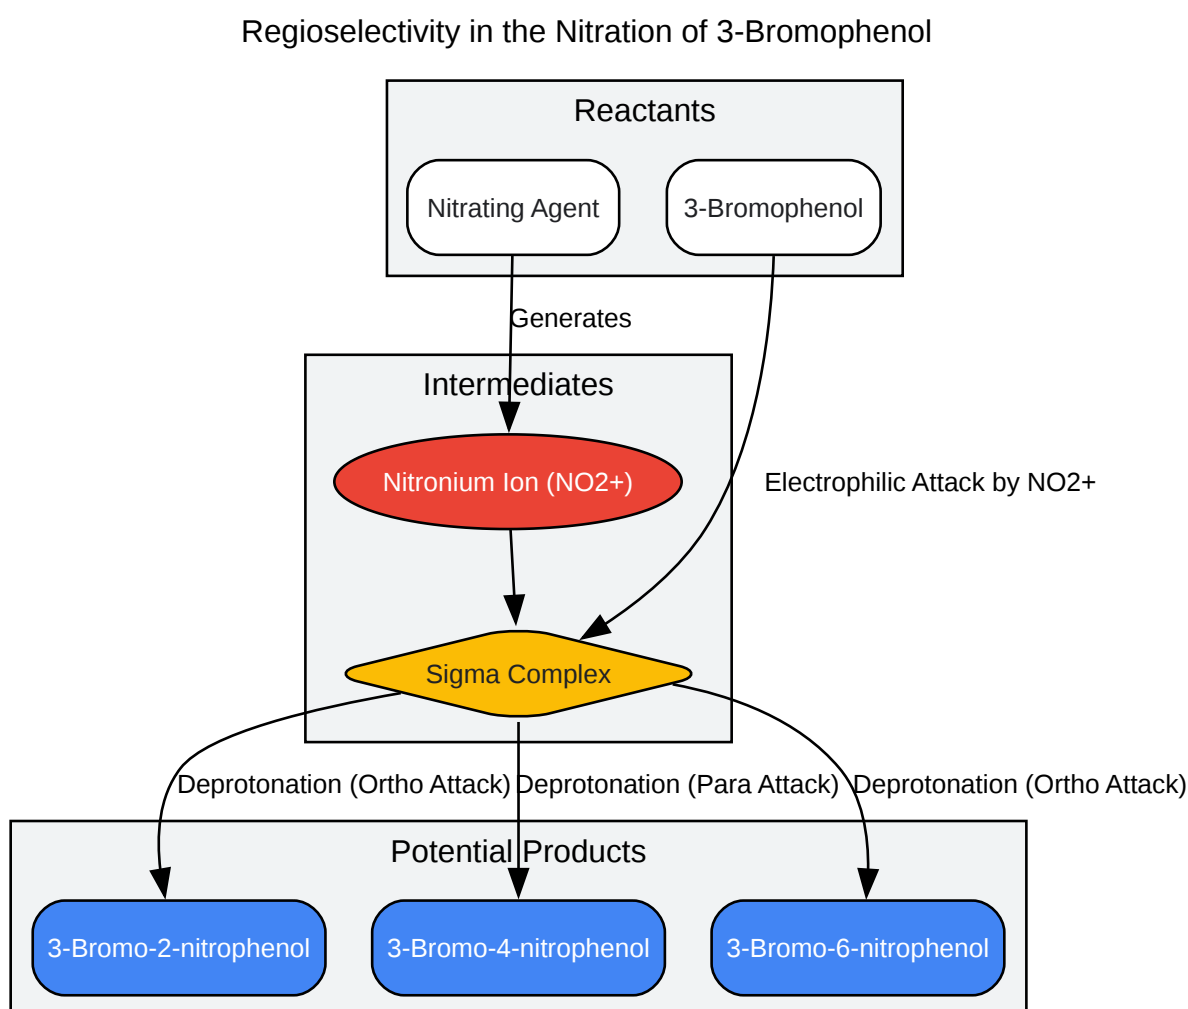 Regioselectivity in the Nitration of 3-Bromophenol
Reactants
Nitrating Agent
3-Bromophenol
Generates
Intermediates
Nitronium Ion (NO2+)
Electrophilic Attack by NO2+
Sigma Complex
Deprotonation (Ortho Attack)
Deprotonation (Para Attack)
Deprotonation (Ortho Attack)
Potential Products
3-Bromo-2-nitrophenol
3-Bromo-4-nitrophenol
3-Bromo-6-nitrophenol